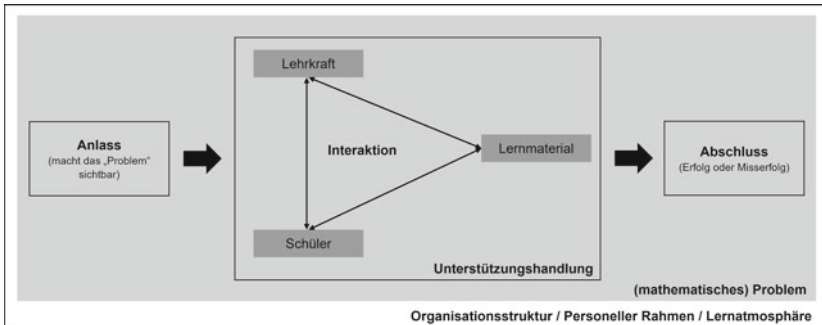 Lehrkraft
Anlass
(macht das „Problem"
sichtbar)
Interaktion
Lernmaterial
Abschluss
(Erfolg oder Misserfolg)
Schüler
Unterstützungshandlung
(mathematisches) Problem
Organisationsstruktur / Personeller Rahmen / Lernatmosphäre